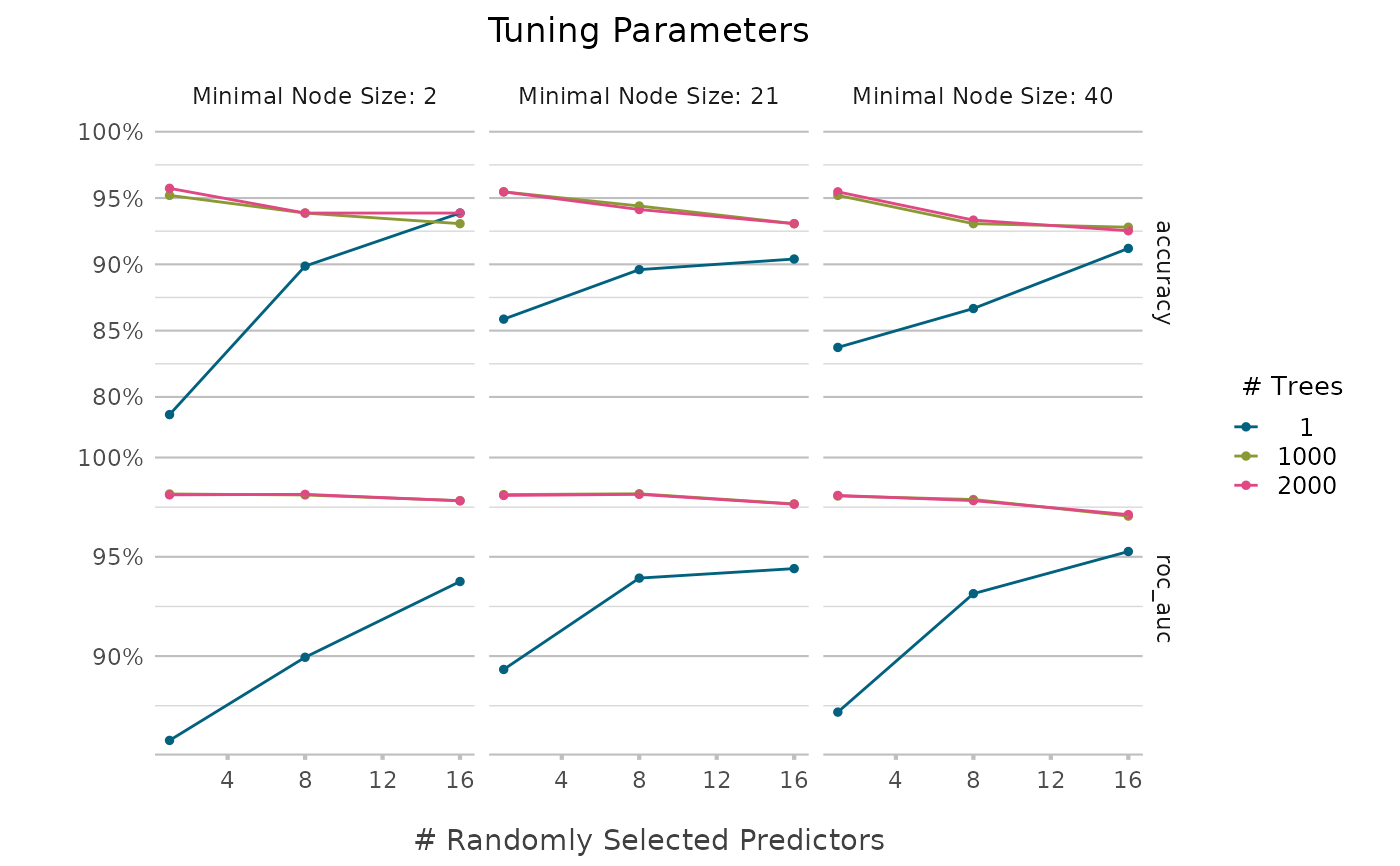 Tuning Parameters
Minimal Node Size: 2
Minimal Node Size: 21
Minimal Node Size: 40
100%
95%
90%
85%
80%
accuracy
100%
95%
90%
roc_auc
4 8 12 16
4 8 12 16
4 8 12 16
# Randomly Selected Predictors
# Trees
1
1000
2000